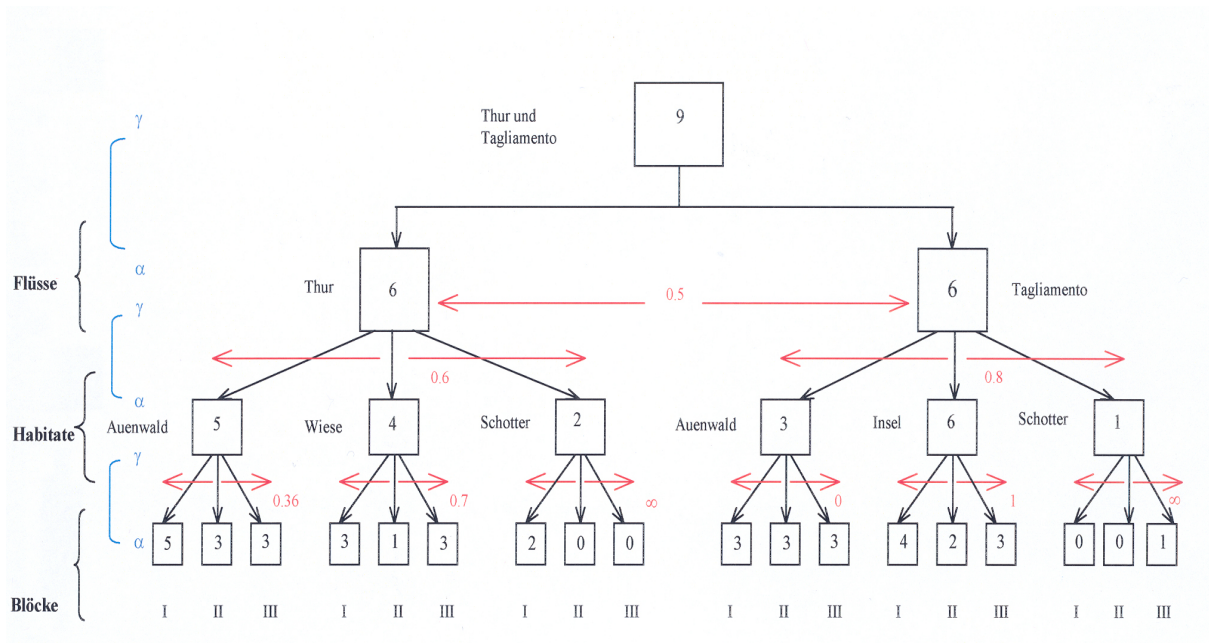 Thur und
Tagliamento
9
γ
Flüsse
α
Thur
6
0.5
6
Tagliamento
γ
0.6
0.8
α
Habitate
Auenwald
5
Wiese
4
Schotter
2
Auenwald
3
Insel
6
Schotter
1
γ
0.36
0.7
∞
0
1
∞
α
5 3 3 3 1 3 2 0 0 3 3 3 4 2 3 0 0 1
Blöcke
I II III I II III I II III I II III I II III I II III